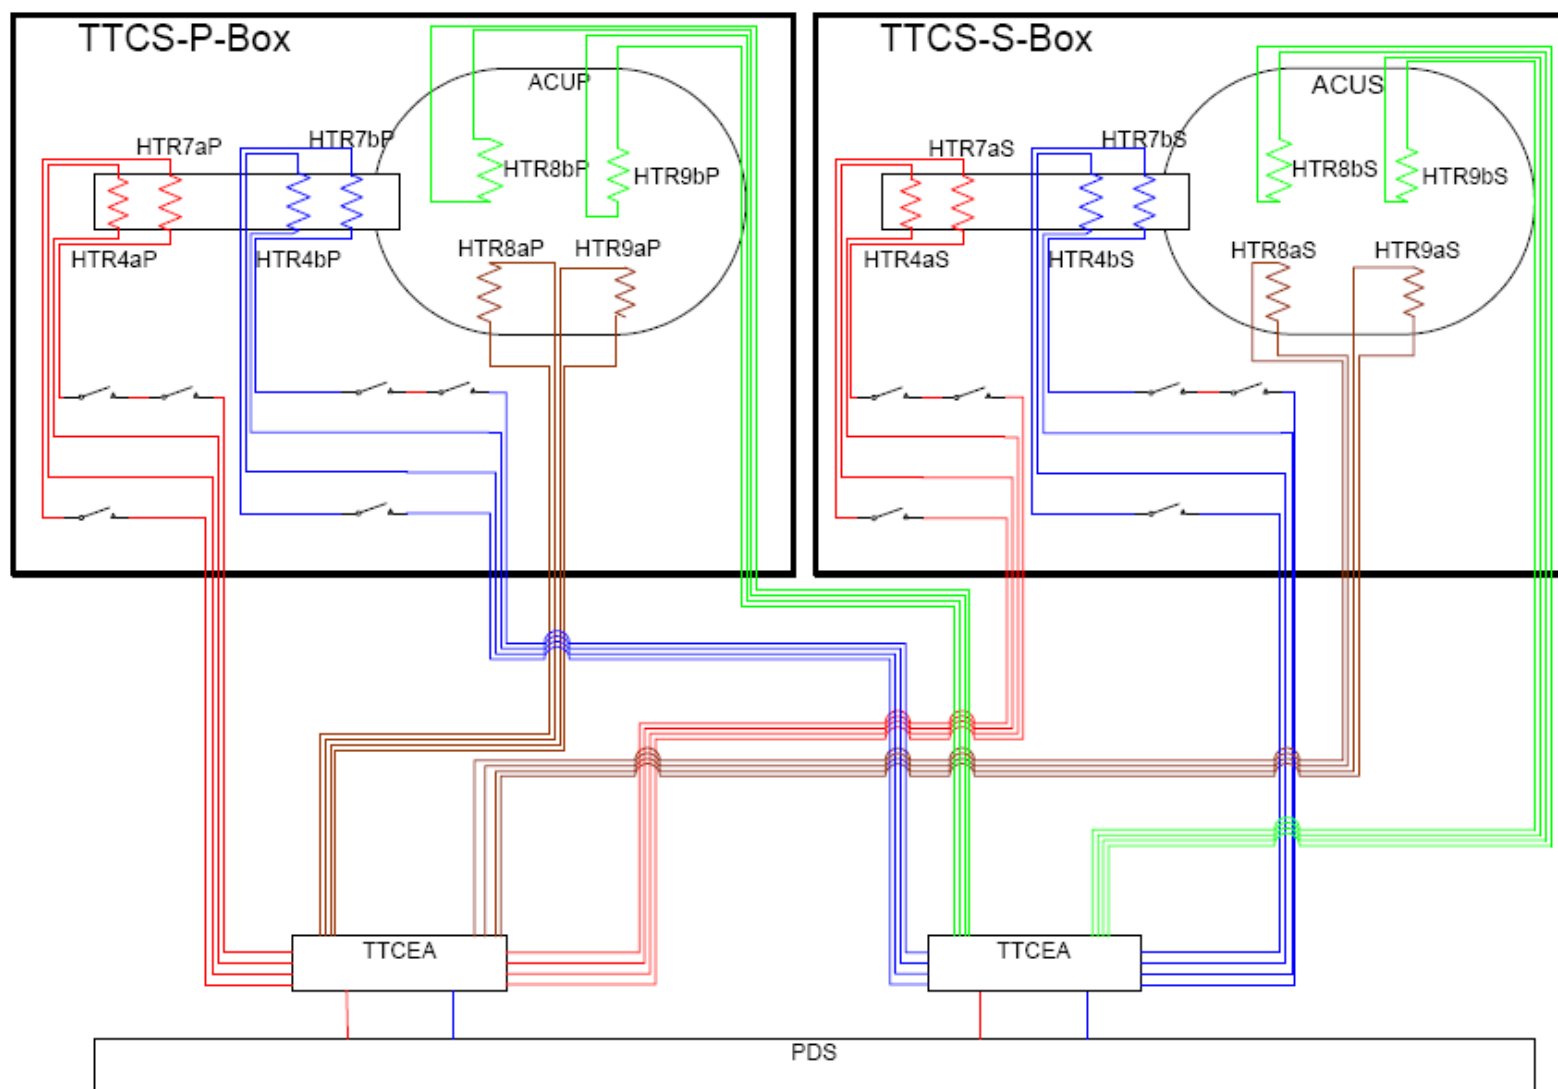 TTCS-P-Box
TTCS-S-Box
ACUP
ACUS
HTR7aP
HTR7bP
HTR7aS
HTR7bS
HTR8bP
HTR9bP
HTR8bS
HTR9bS
HTR4aP
HTR4bP
HTR8aP
HTR9aP
HTR4aS
HTR4bS
HTR8aS
HTR9aS
TTCEA
TTCEA
PDS